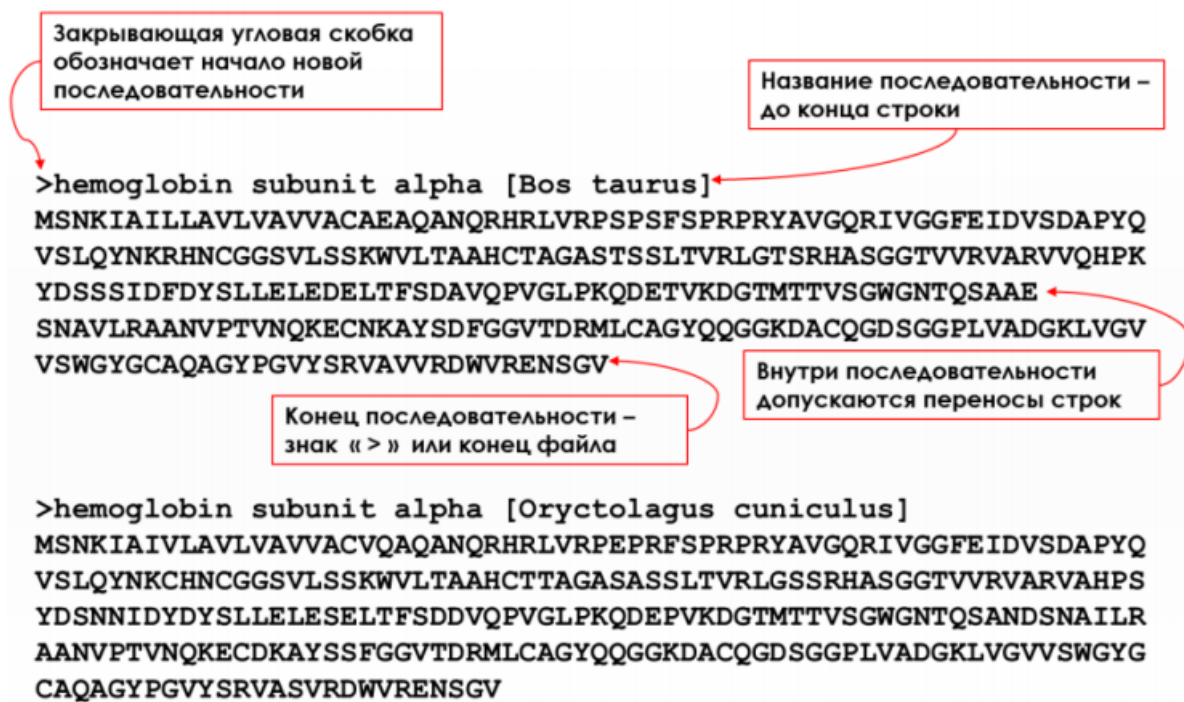 Закрывающая угловая скобка
обозначает начало новой
последовательности
Название последовательности –
до конца строки
>hemoglobin subunit alpha [Bos taurus]
MSNKIAILLAVLVAVVACAEAQANQRHRLVRPSPSFSPRPRYAVGQRIVGGFEIDVSDAPYQ
VSLQYNKRHNCGGSVLSSKWVLTAAHCTAGASTSSLTVRLGTSRHASGGTVVRVARVVQHPK
YDSSSIDFDYSLLELEDELTFSDAVQPVGLPKQDETVKDGTMTTVSGWGNTQSAAE
SNAVLRAANVPTVNQKECNKAYSDFGGVTDRMLCAGYQQGGKDACQGDSGGPLVADGKLVGV
VSWGYGCAQAGYPGVYSRVAVVRDWVRENSGV
Внутри последовательности
допускаются переносы строк
Конец последовательности –
знак « > » или конец файла
>hemoglobin subunit alpha [Oryctolagus cuniculus]
MSNKIAIVLAVLVAVVACVQAQANQRHRLVRPEPRFSPRPRYAVGQRIVGGFEIDVSDAPYQ
VSLQYNKCHNCGGSVLSSKWVLTAAHCTTAGASASSLTVRLGSSRHASGGTVVRVARVAHPS
YDSNNIDYDYSLLELESELTFSDDVQPVGLPKQDEPVKDGTMTTVSGWGNTQSANDSNAILR
AANVPTVNQKECDKAYSSFGGVTDRMLCAGYQQGGKDACQGDSGGPLVADGKLVGVVSWGYG
CAQAGYPGVYSRVASVRDWVRENSGV